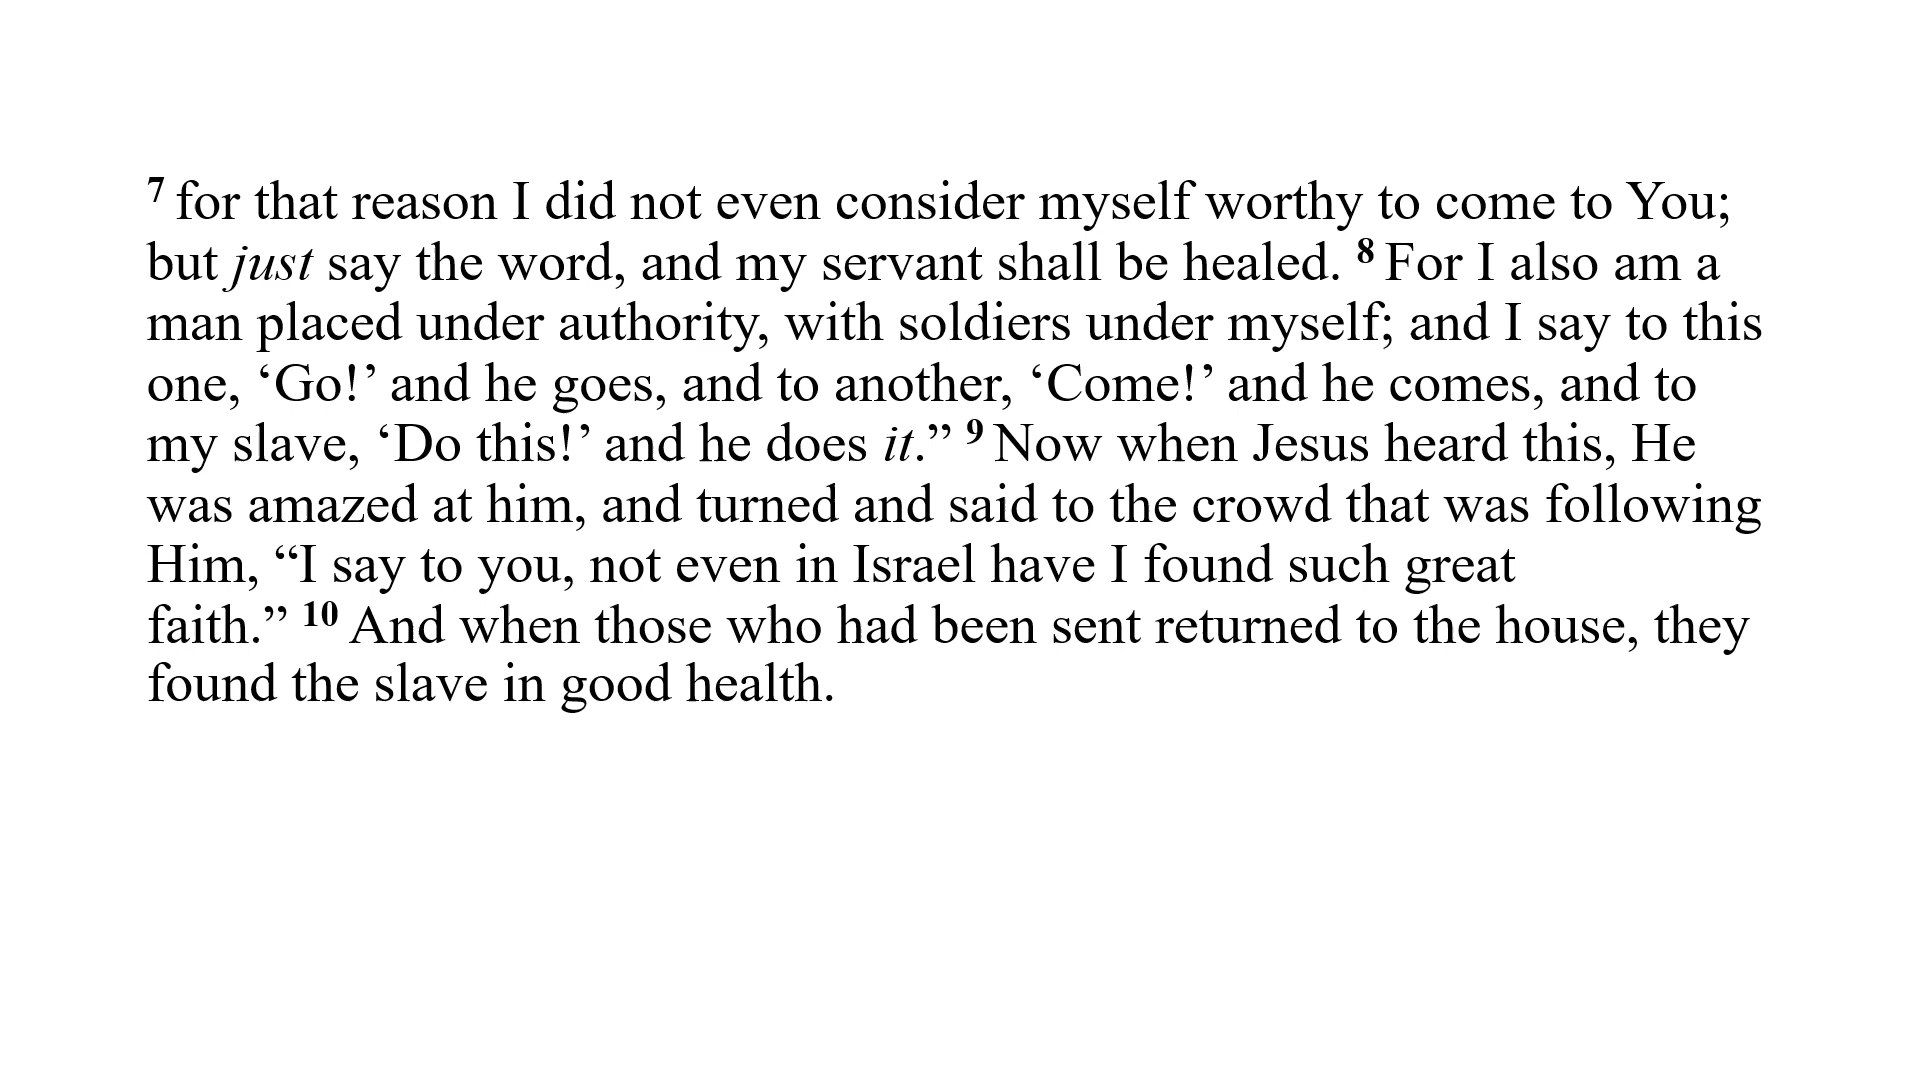 7 for that reason I did not even consider myself worthy to come to You;
but just say the word, and my servant shall be healed. 8 For I also am a
man placed under authority, with soldiers under myself; and I say to this
one, ‘Go!’ and he goes, and to another, ‘Come!’ and he comes, and to
my slave, ‘Do this!’ and he does it.” 9 Now when Jesus heard this, He
was amazed at him, and turned and said to the crowd that was following
Him, “I say to you, not even in Israel have I found such great
faith.” 10 And when those who had been sent returned to the house, they
found the slave in good health.